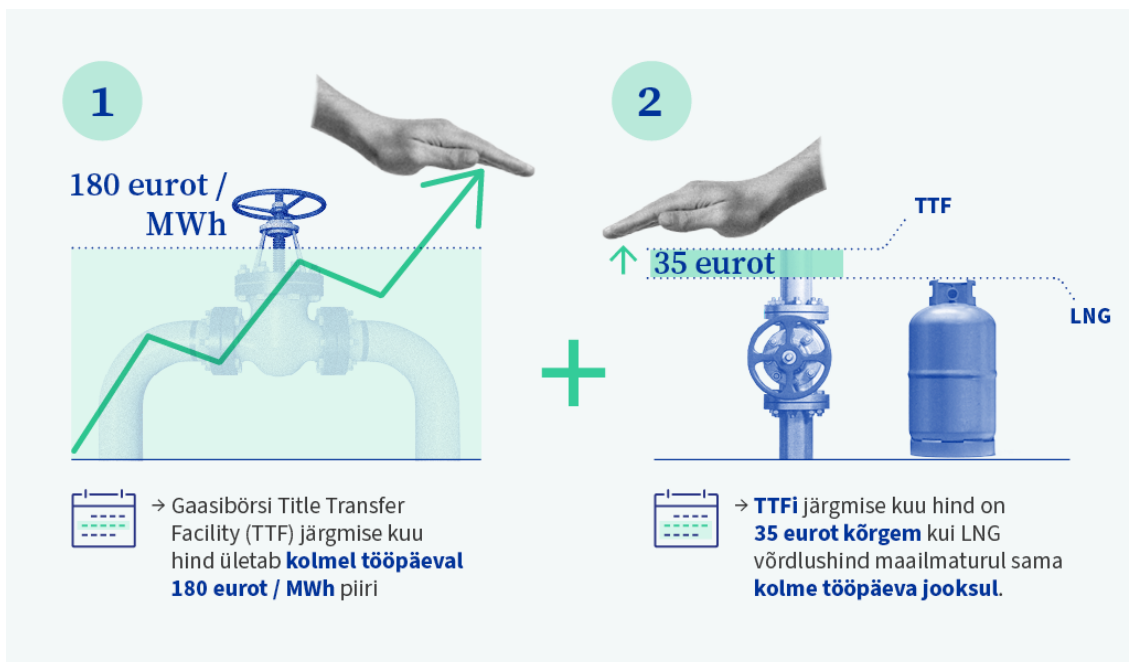 1
180 eurot /
MWh
→ Gaasibörsi Title Transfer
Facility (TTF) järgmise kuu
hind ületab kolmel tööpäeval
180 eurot / MWh piiri
+
2
TTF
35 eurot
LNG
→ TTFi järgmise kuu hind on
35 eurot kõrgem kui LNG
võrdlushind maailmaturul sama
kolme tööpäeva jooksul.